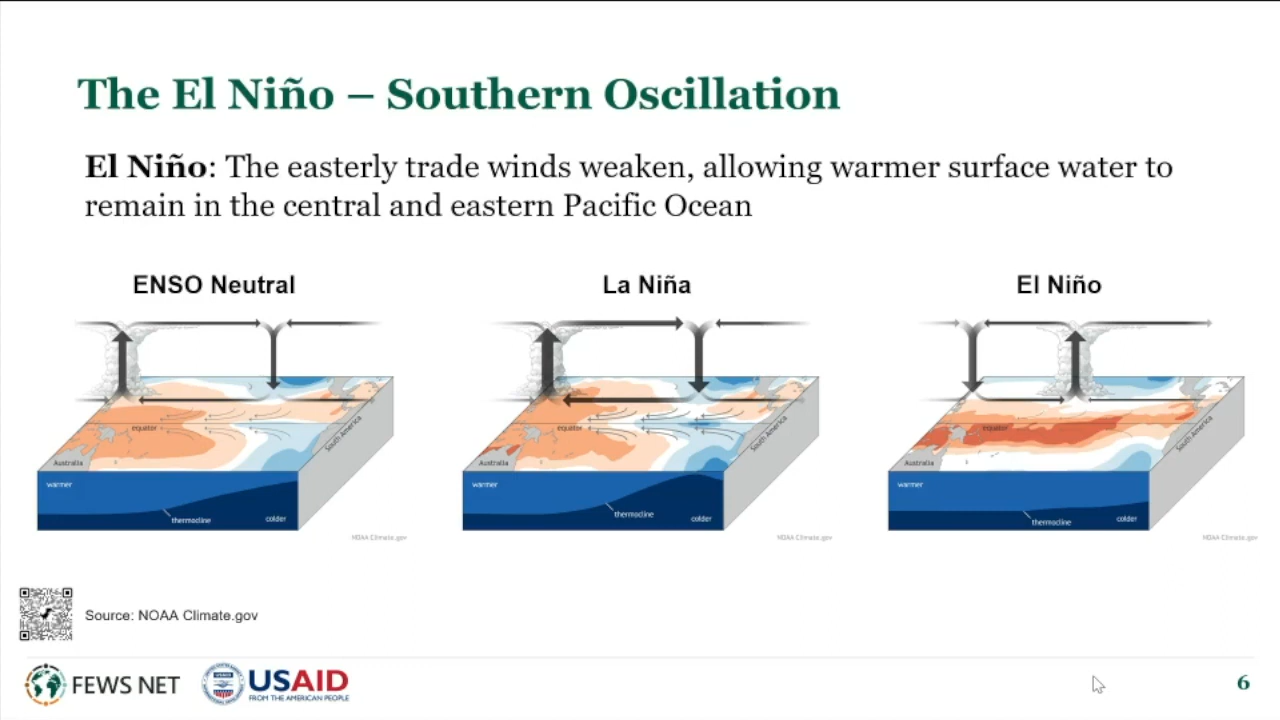 The El Niño – Southern Oscillation
El Niño: The easterly trade winds weaken, allowing warmer surface water to
remain in the central and eastern Pacific Ocean
ENSO Neutral
La Niña
El Niño
equator
South America
Australia
warmer
thermocline
colder
NOAA Climate.gov
equator
South America
Australia
warmer
thermocline
colder
NOAA Climate.gov
equator
South America
Australia
warmer
thermocline
colder
NOAA Climate.gov
Source: NOAA Climate.gov
FEWS NET
USAID
FROM THE AMERICAN PEOPLE
6